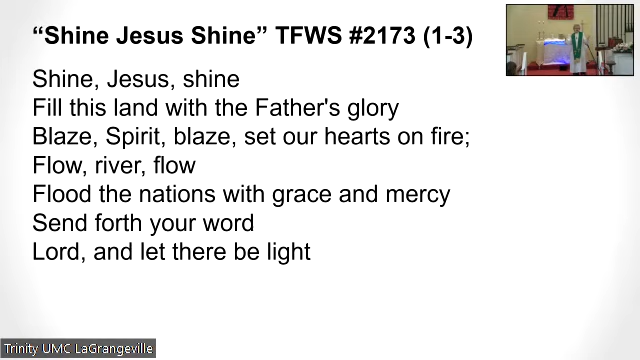 “Shine Jesus Shine” TFWS #2173 (1-3)
Shine, Jesus, shine
Fill this land with the Father's glory
Blaze, Spirit, blaze, set our hearts on fire;
Flow, river, flow
Flood the nations with grace and mercy
Send forth your word
Lord, and let there be light
Trinity UMC LaGrangeville